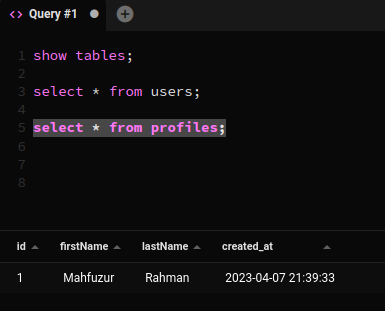 <> Query #1
1 show tables;
2
3 select * from users;
4
5 select * from profiles;
6
7
8
id firstName lastName created_at
1 Mahfuzur Rahman 2023-04-07 21:39:33